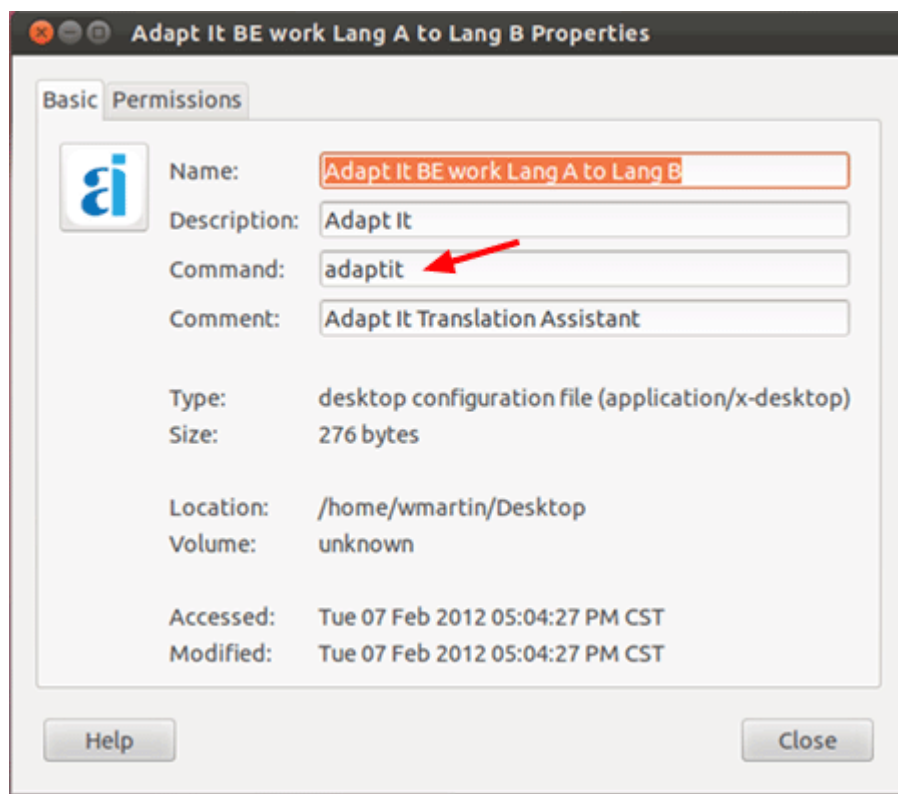 Adapt It BE work Lang A to Lang B Properties
Basic Permissions
ai
Name: Adapt It BE work Lang A to Lang B
Description: Adapt It
Command: adaptit
Comment: Adapt It Translation Assistant
Type: desktop configuration file (application/x-desktop)
Size: 276 bytes
Location: /home/wmartin/Desktop
Volume: unknown
Accessed: Tue 07 Feb 2012 05:04:27 PM CST
Modified: Tue 07 Feb 2012 05:04:27 PM CST
Help Close